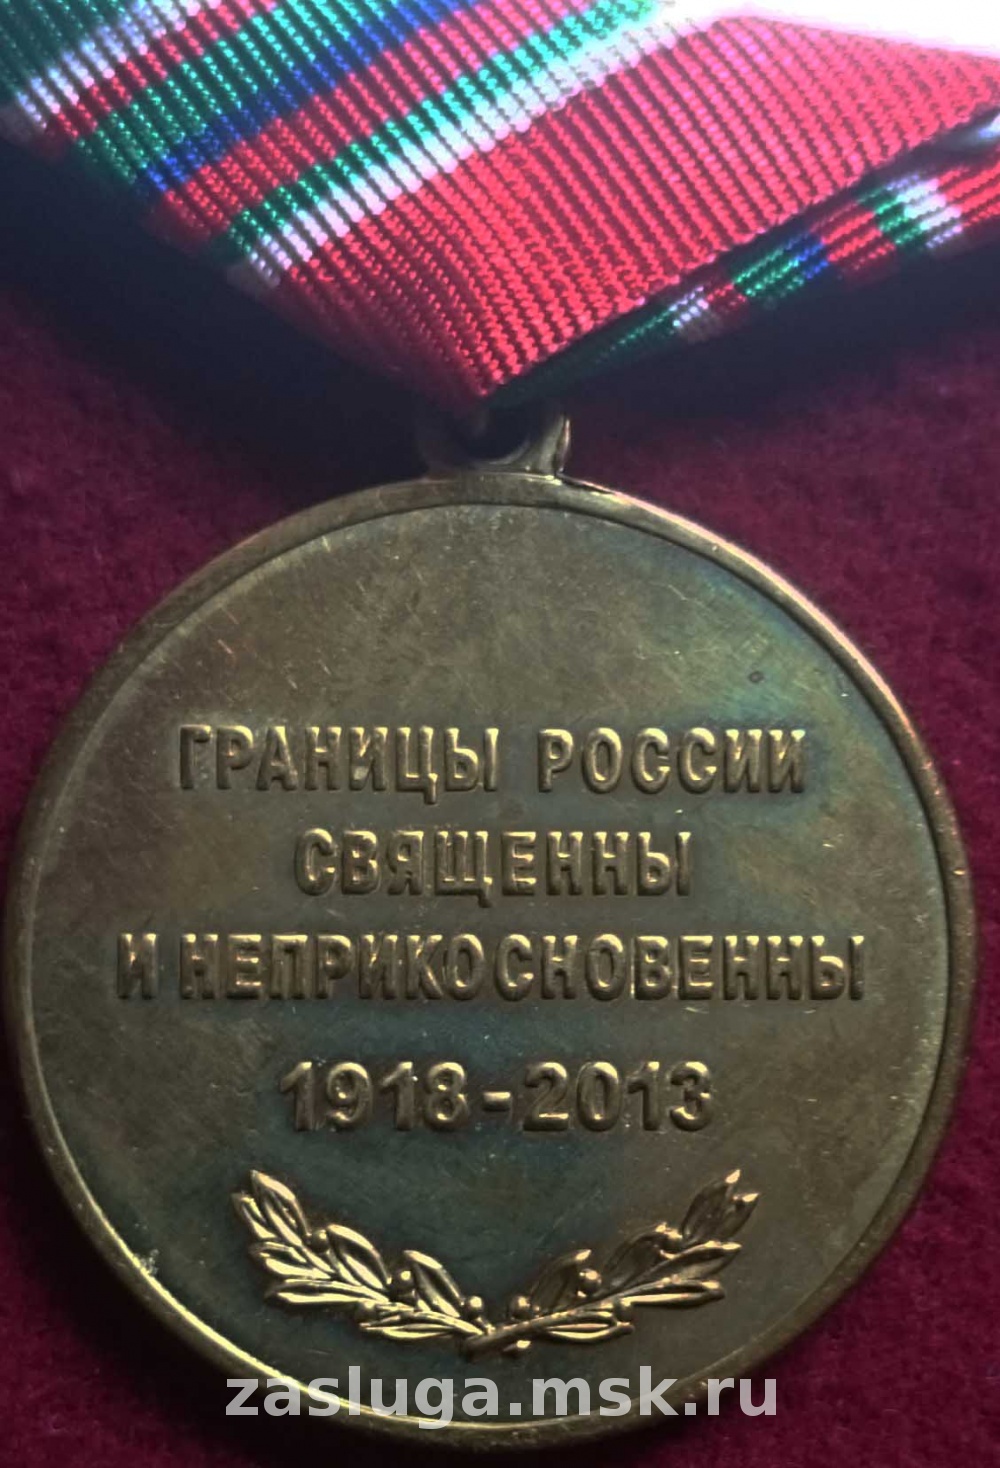 ГРАНИЦЫ РОССИИ
СВЯЩЕННЫ
И НЕПРИКОСНОВЕННЫ
1918-2013
zasluga.msk.ru